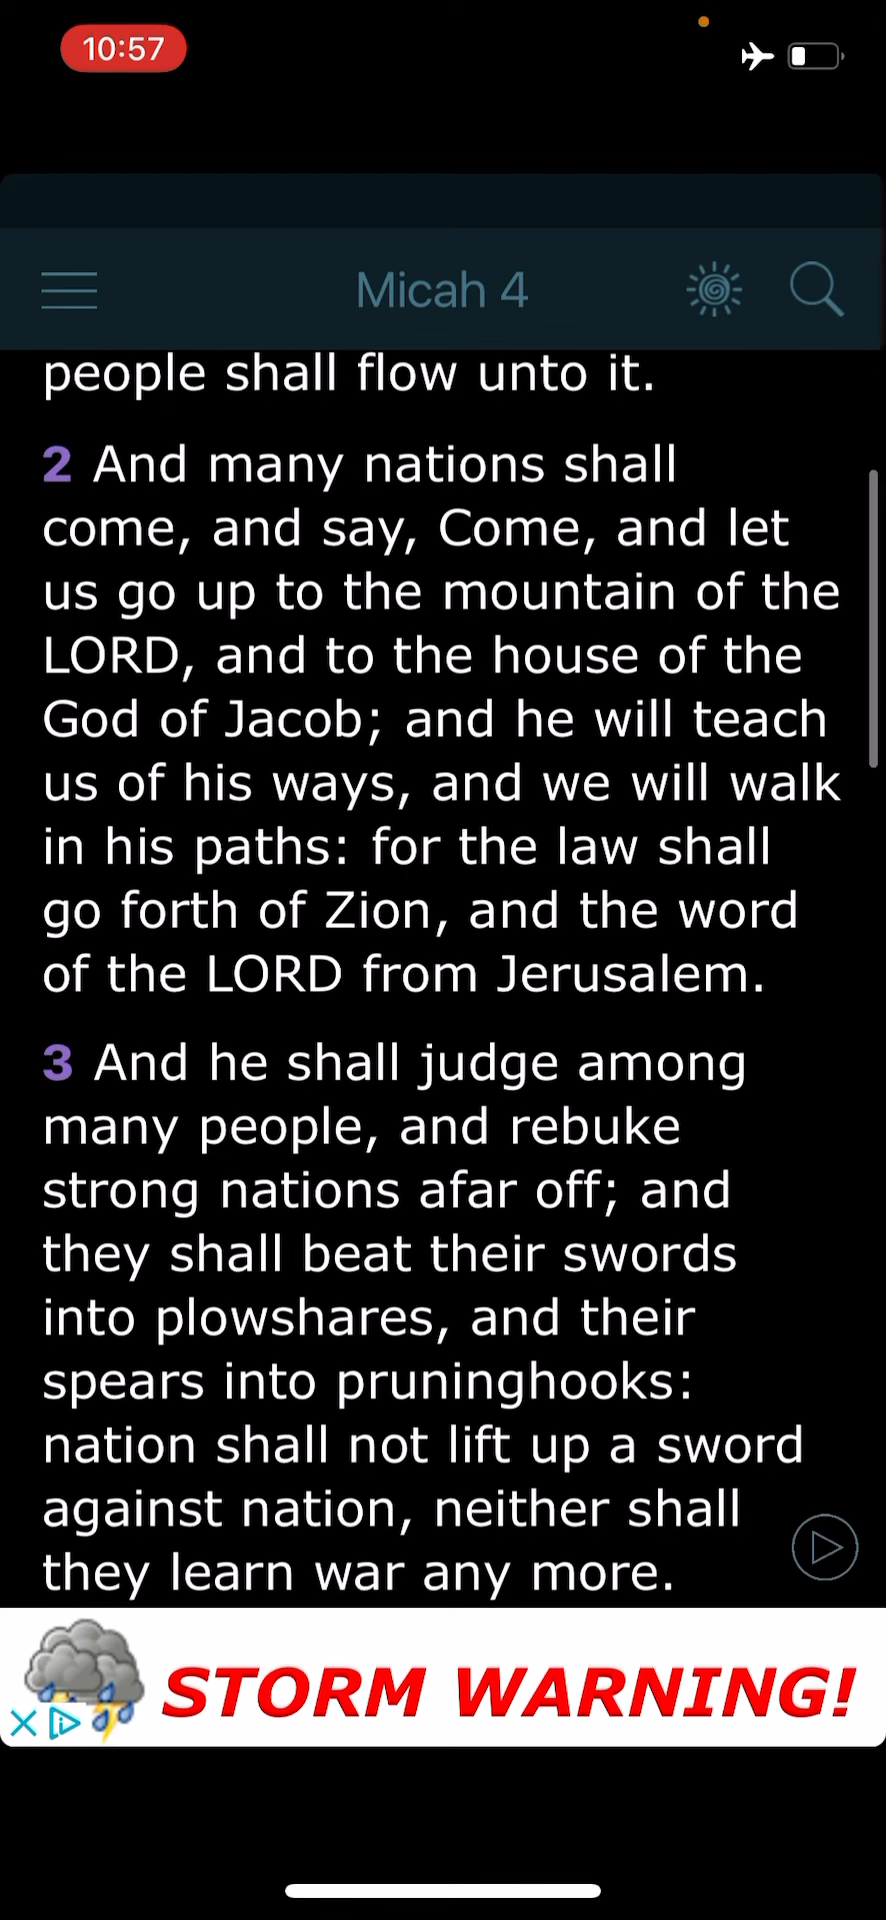 10:57
Micah 4
people shall flow unto it.
2 And many nations shall
come, and say, Come, and let
us go up to the mountain of the
LORD, and to the house of the
God of Jacob; and he will teach
us of his ways, and we will walk
in his paths: for the law shall
go forth of Zion, and the word
of the LORD from Jerusalem.
3 And he shall judge among
many people, and rebuke
strong nations afar off; and
they shall beat their swords
into plowshares, and their
spears into pruninghooks:
nation shall not lift up a sword
against nation, neither shall
they learn war any more.
STORM WARNING!